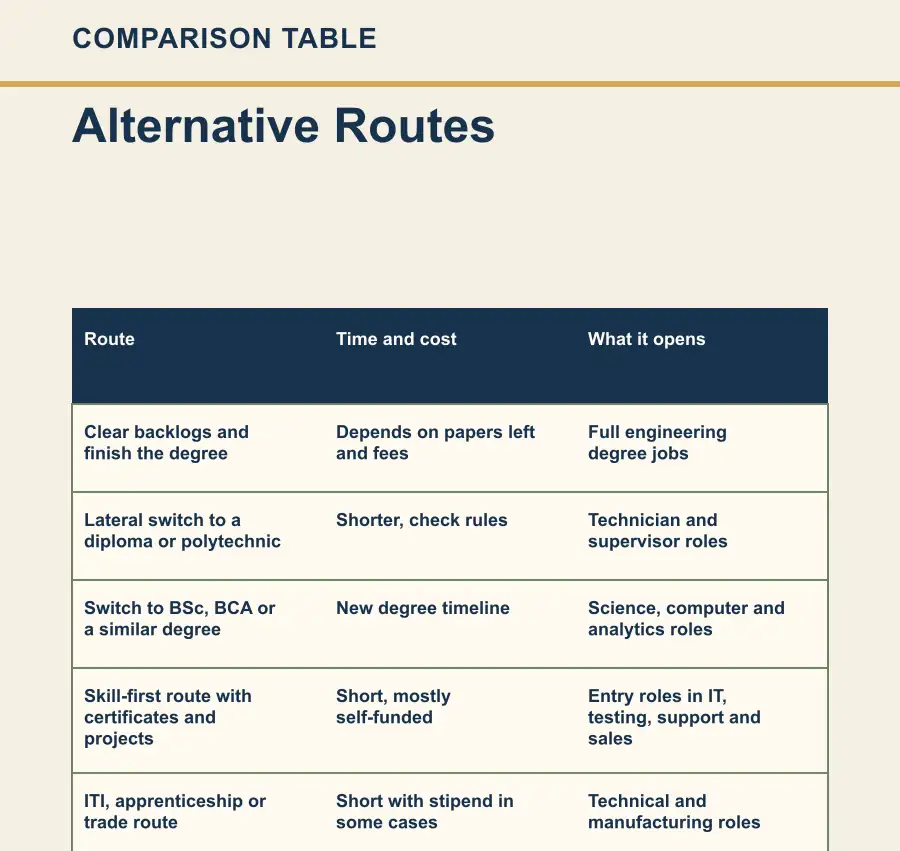 COMPARISON TABLE
Alternative Routes
Route
Time and cost
What it opens
Clear backlogs and
finish the degree
Depends on papers left
and fees
Full engineering
degree jobs
Lateral switch to a
diploma or polytechnic
Shorter, check rules
Technician and
supervisor roles
Switch to BSc, BCA or
a similar degree
New degree timeline
Science, computer and
analytics roles
Skill-first route with
certificates and
projects
Short, mostly
self-funded
Entry roles in IT,
testing, support and
sales
ITI, apprenticeship or
trade route
Short with stipend in
some cases
Technical and
manufacturing roles